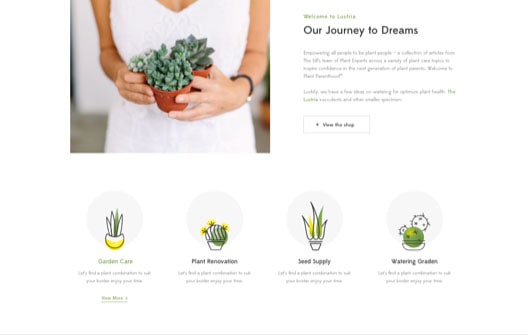 Welcome to Luchia
Our Journey to Dreams
Empowering all people to be plant people — a collection of articles from
The Sill's team of Plant Experts across a variety of plant care topics to
inspire confidence in the next generation of plant parents. Welcome to
Plant Parenthood™.
Luckily, we have a few ideas on watering for optimum plant health. The
Luchia succulents and other smaller specimen.
+ View the shop
Garden Care
Let's find a plant combination to suit
your border enjoy your time.
View More +
Plant Renovation
Let's find a plant combination to suit
your border enjoy your time.
Seed Supply
Let's find a plant combination to suit
your border enjoy your time.
Watering Graden
Let's find a plant combination to suit
your border enjoy your time.